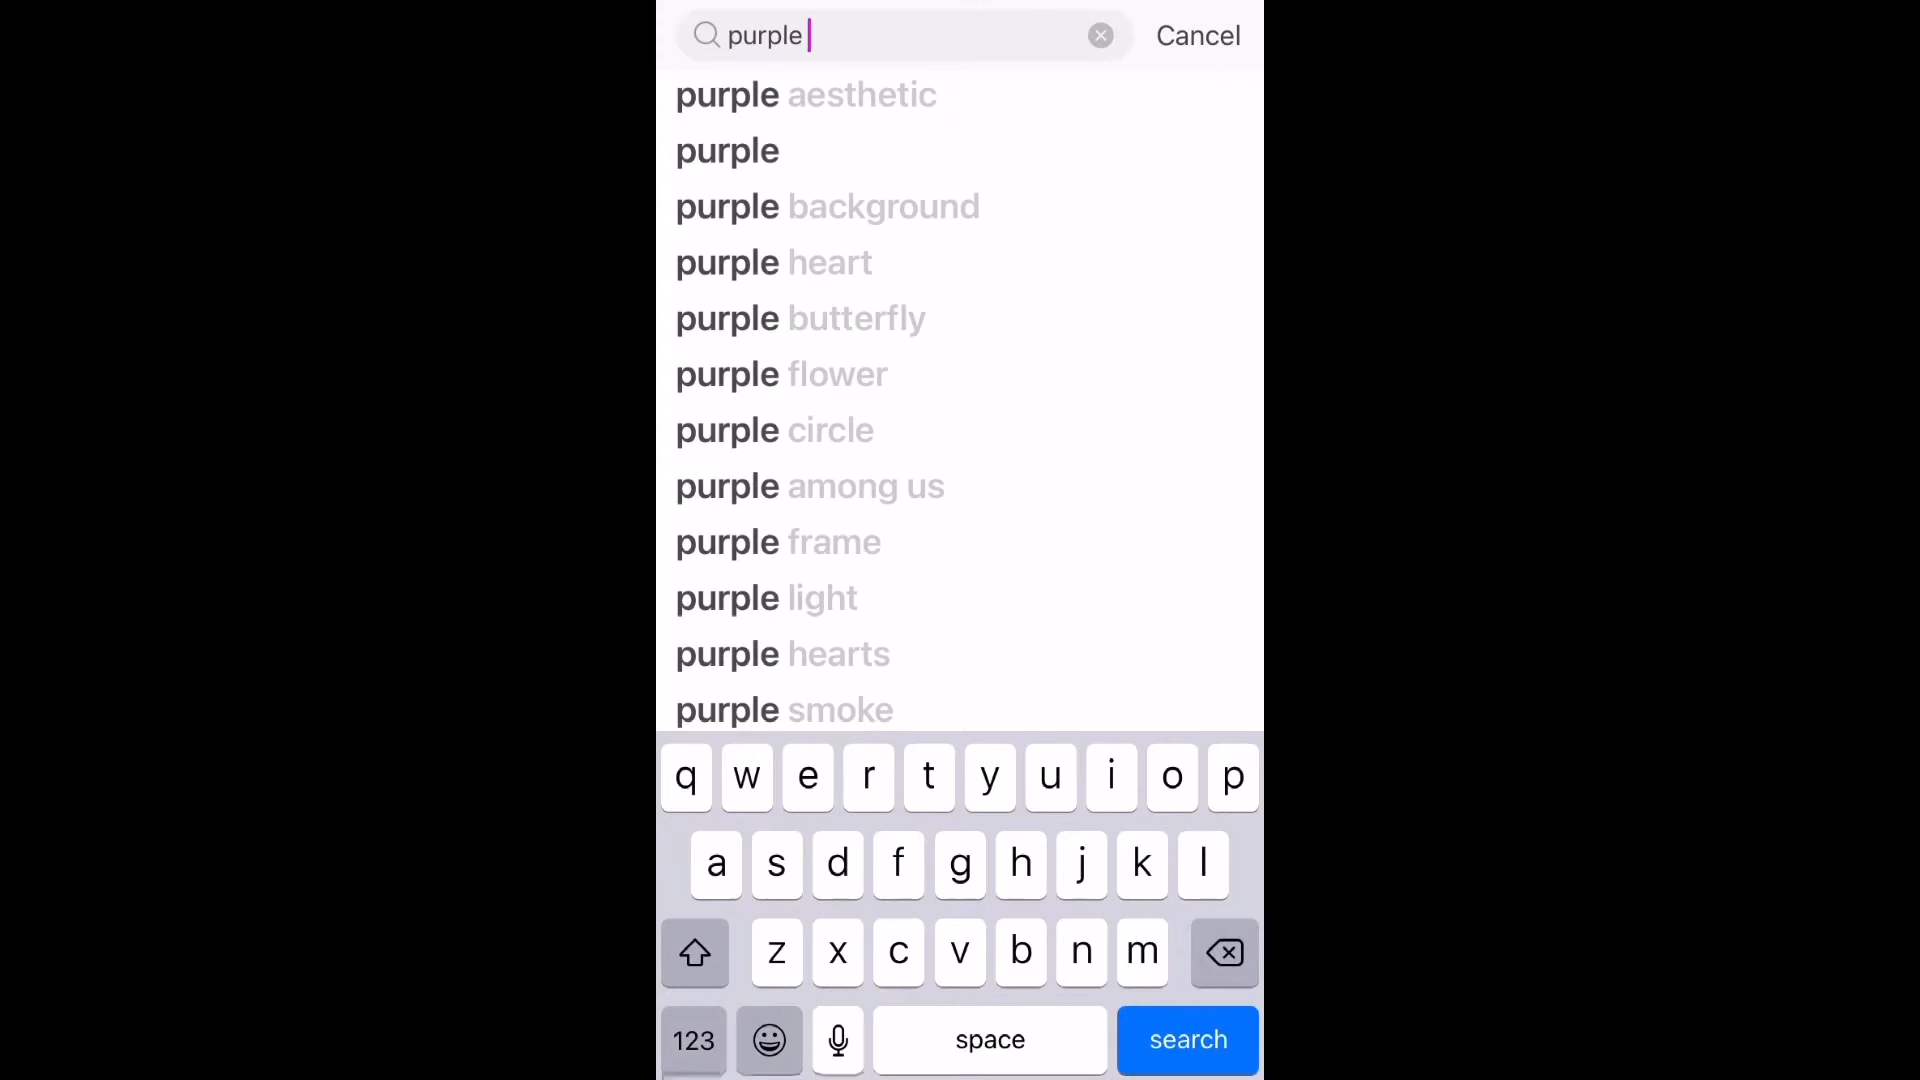 purple
Cancel
purple aesthetic
purple
purple background
purple heart
purple butterfly
purple flower
purple circle
purple among us
purple frame
purple light
purple hearts
purple smoke
q w e r t y u i o p
a s d f g h j k l
z x c v b n m
123
space
search